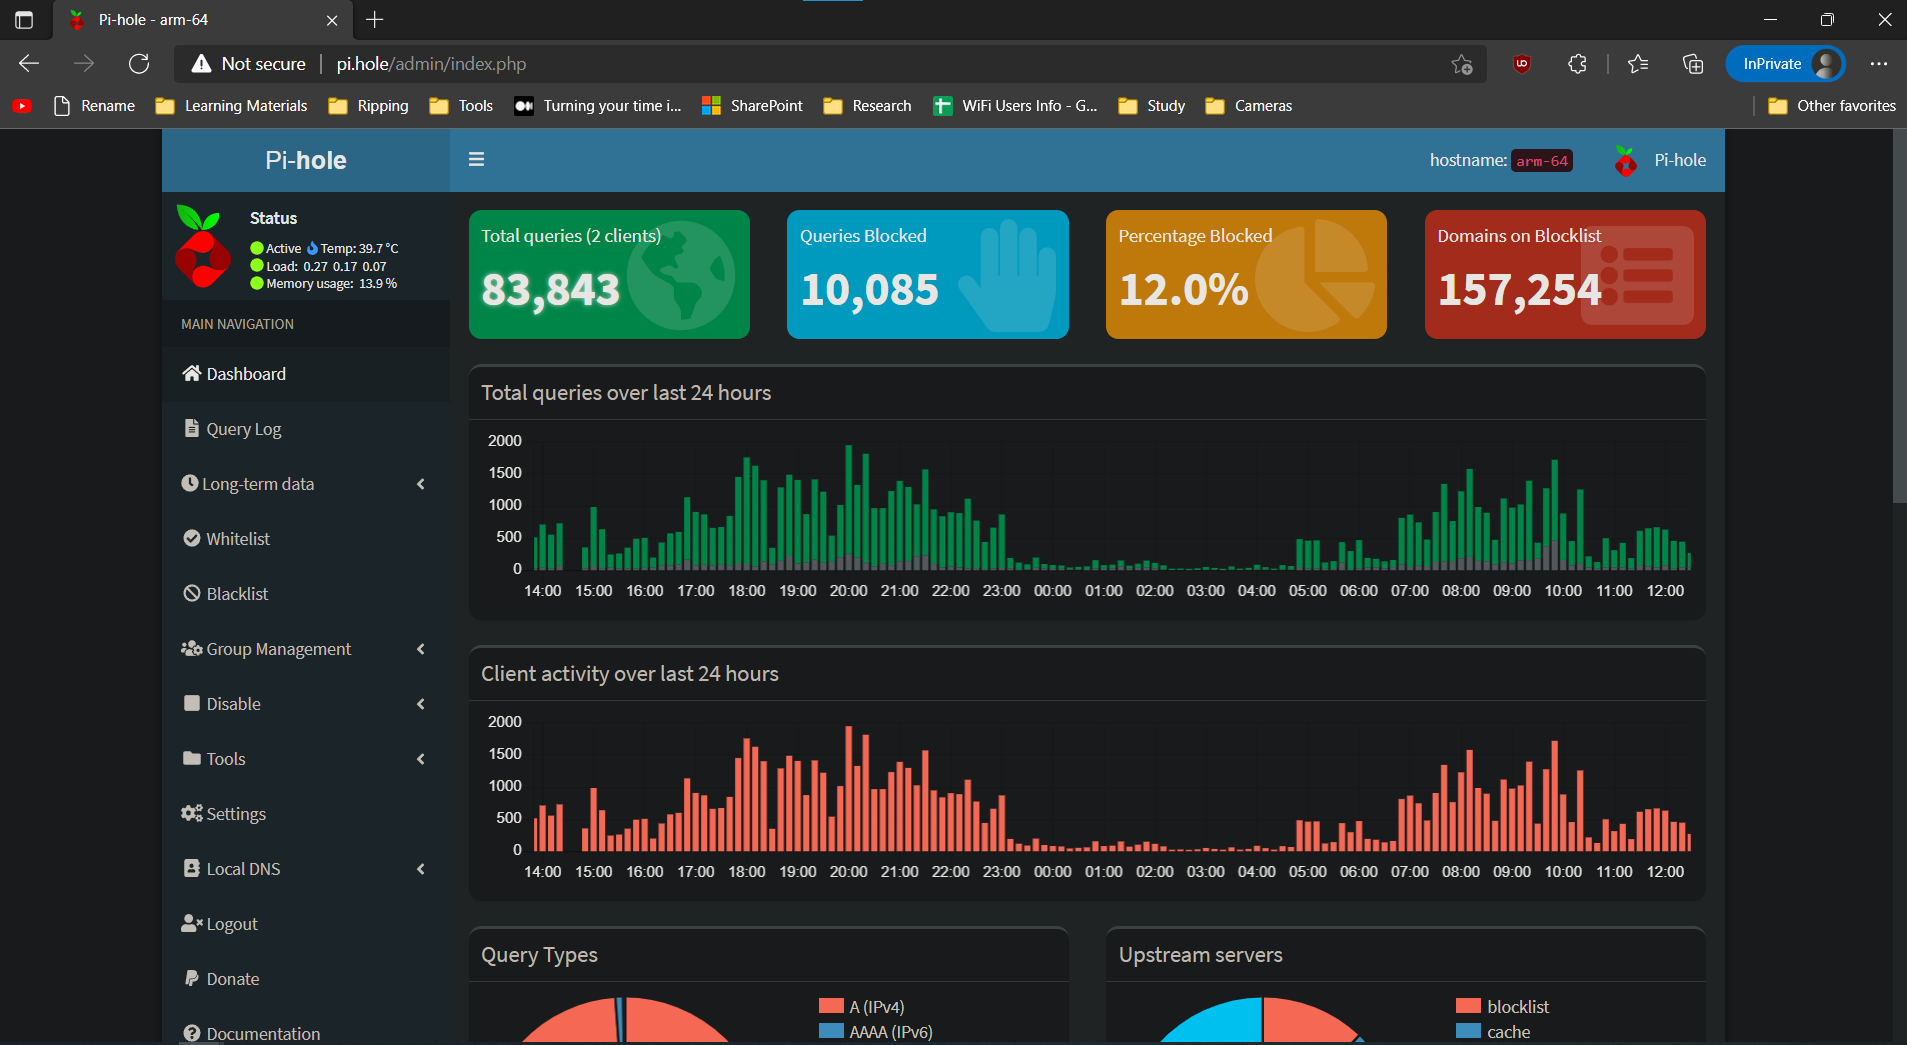 Pi-hole - arm-64
Not secure
pi.hole/admin/index.php
InPrivate
Rename
Learning Materials
Ripping
Tools
Turning your time i...
SharePoint
Research
WiFi Users Info - G...
Study
Cameras
Other favorites
Pi-hole
hostname: arm-64
Pi-hole
Status
Active Temp: 39.7 °C
Load: 0.27 0.17 0.07
Memory usage: 13.9 %
MAIN NAVIGATION
Dashboard
Query Log
Long-term data
Whitelist
Blacklist
Group Management
Disable
Tools
Settings
Local DNS
Logout
Donate
Documentation
Total queries (2 clients)
83,843
Queries Blocked
10,085
Percentage Blocked
12.0%
Domains on Blocklist
157,254
Total queries over last 24 hours
2000
1500
1000
500
0
14:00 15:00 16:00 17:00 18:00 19:00 20:00 21:00 22:00 23:00 00:00 01:00 02:00 03:00 04:00 05:00 06:00 07:00 08:00 09:00 10:00 11:00 12:00
Client activity over last 24 hours
2000
1500
1000
500
0
14:00 15:00 16:00 17:00 18:00 19:00 20:00 21:00 22:00 23:00 00:00 01:00 02:00 03:00 04:00 05:00 06:00 07:00 08:00 09:00 10:00 11:00 12:00
Query Types
A (IPv4)
AAAA (IPv6)
Upstream servers
blocklist
cache